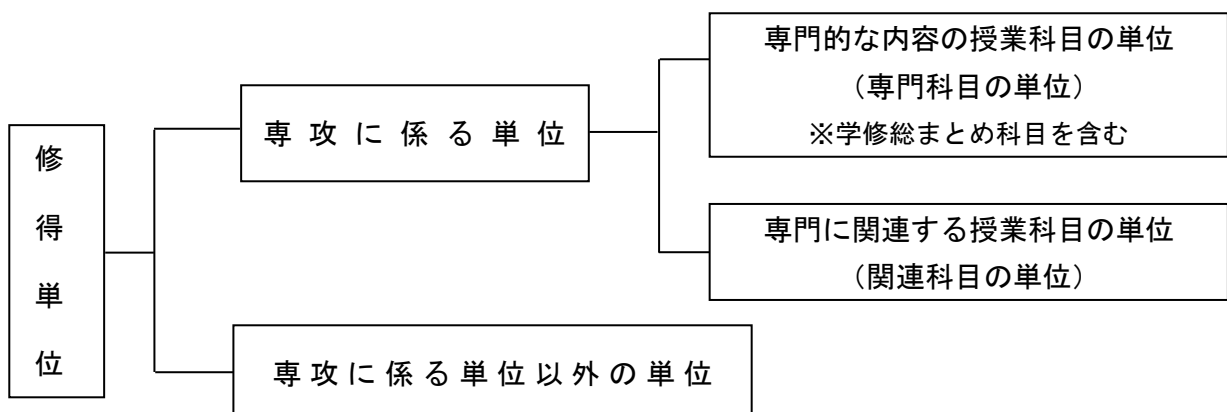 修得単位
専攻に係る単位
専門的な内容の授業科目の単位
（専門科目の単位）
※学修総まとめ科目を含む
専門に関連する授業科目の単位
（関連科目の単位）
専攻に係る単位以外の単位